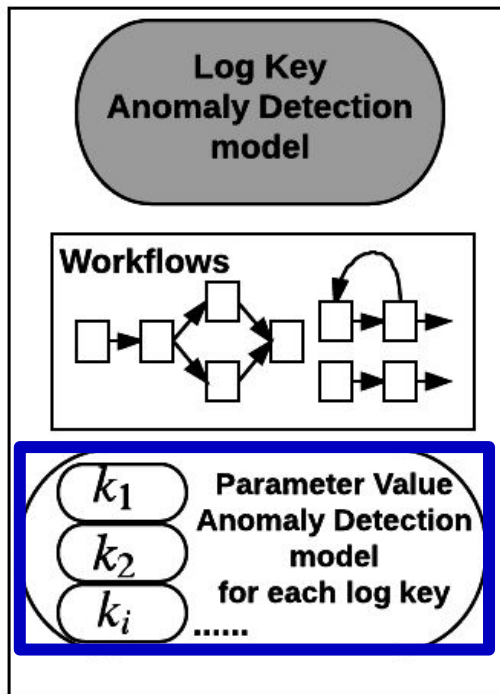 Log Key
Anomaly Detection
model
Workflows
k1
k2
ki
Parameter Value
Anomaly Detection
model
for each log key
......